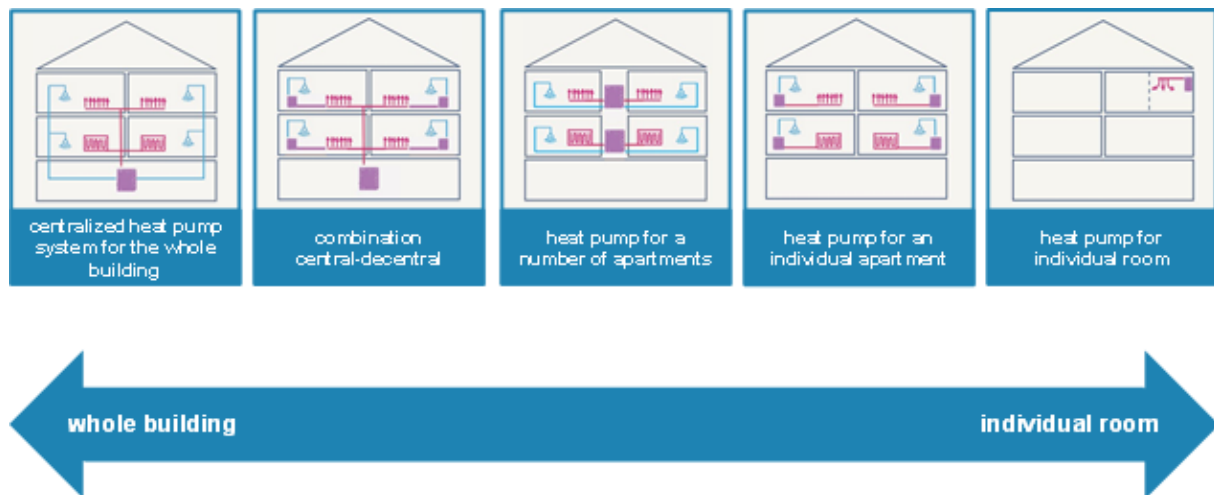 centralized heat pump
system for the whole
building
combination
central-decentral
heat pump for a
number of apartments
heat pump for an
individual apartment
heat pump for
individual room
whole building
individual room